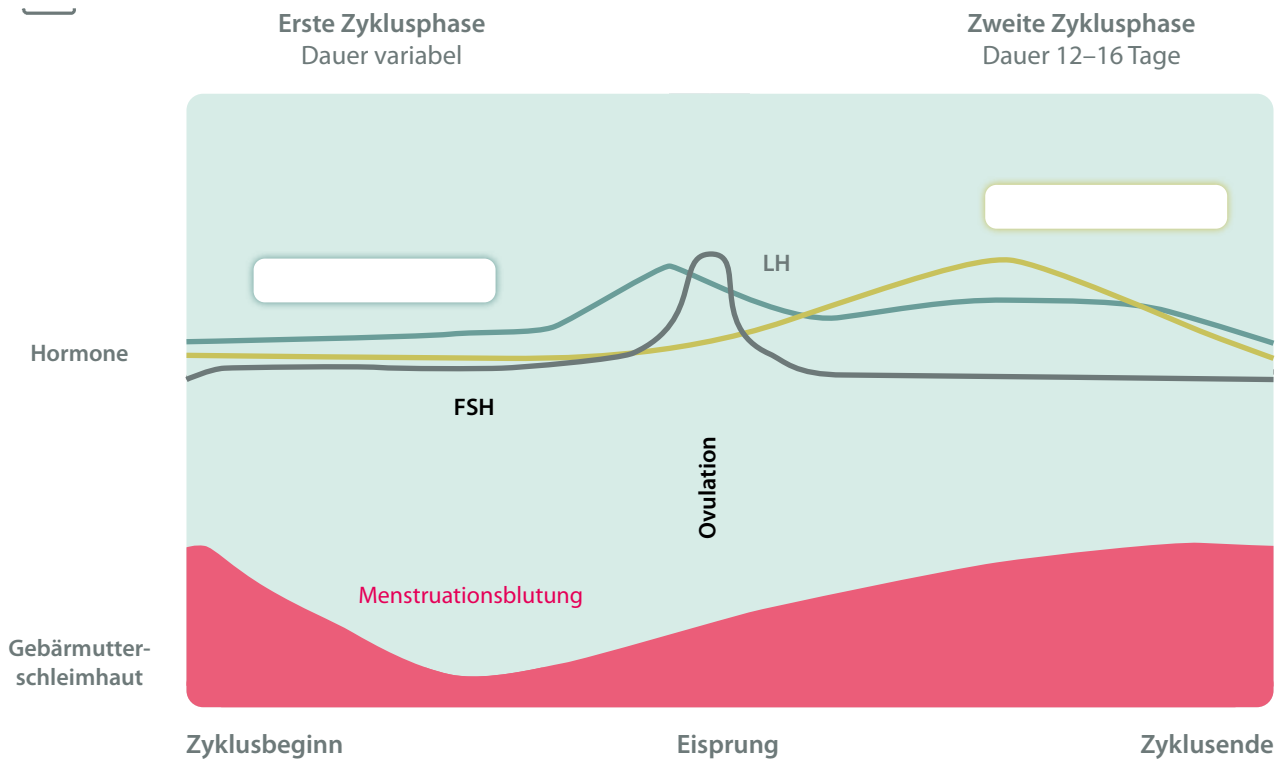 Erste Zyklusphase
Dauer variabel
Zweite Zyklusphase
Dauer 12–16 Tage
LH
Hormone
FSH
Ovulation
Menstruationsblutung
Gebärmutter-
schleimhaut
Zyklusbeginn
Eisprung
Zyklusende